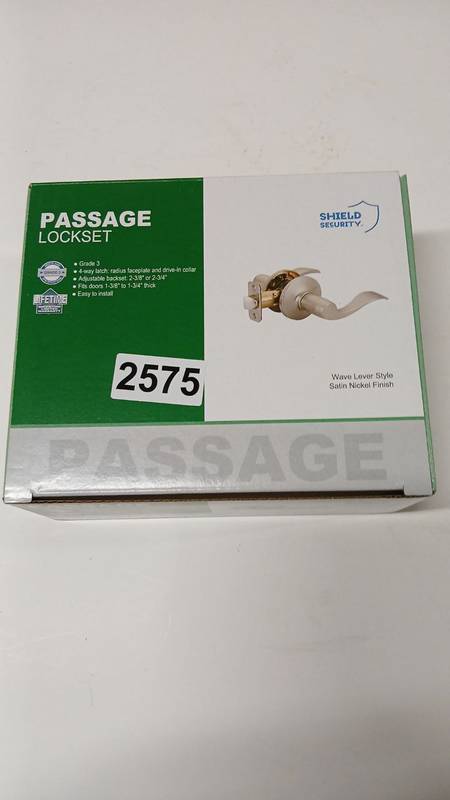 PASSAGE
LOCKSET
Grade 3
4-way latch: radius faceplate and drive-in collar
Adjustable backset: 2-3/8" or 2-3/4"
Fits doors 1-3/8" to 1-3/4" thick
Easy to install
LIFETIME
2575
SHIELD
SECURITY
Wave Lever Style
Satin Nickel Finish
PASSAGE